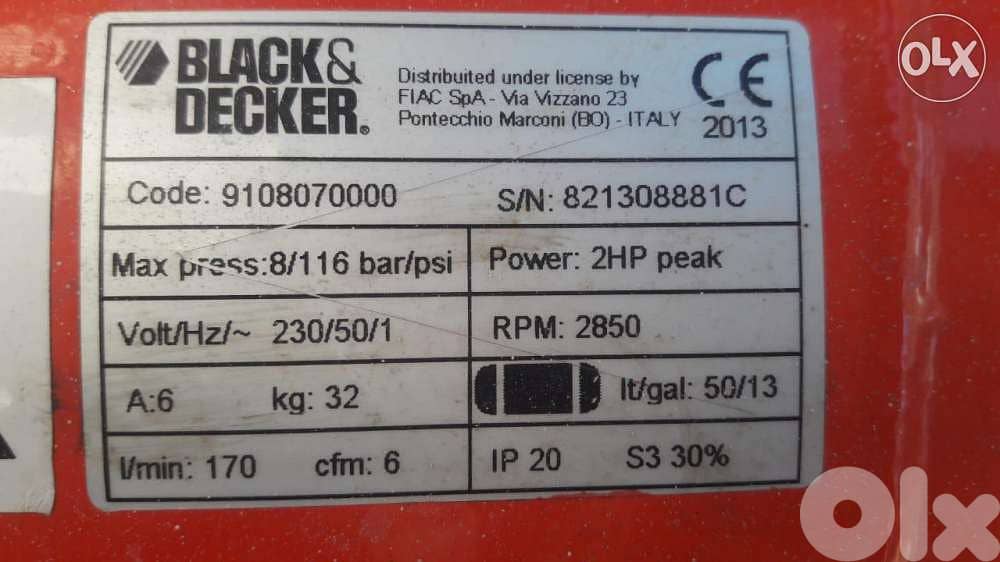 BLACK&
DECKER®
Distribuited under license by
FIAC SpA - Via Vizzano 23
Pontecchio Marconi (BO) - ITALY
CE
2013
Code: 9108070000 S/N: 821308881C
Max press:8/116 bar/psi Power: 2HP peak
Volt/Hz/~ 230/50/1 RPM: 2850
A:6 kg: 32 lt/gal: 50/13
l/min: 170 cfm: 6 IP 20 S3 30%
OLX
OLX